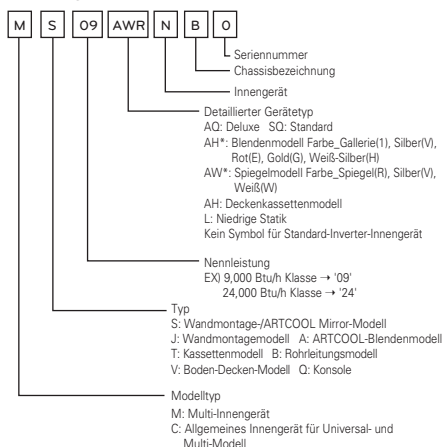 M S 09 AWR N B 0
Seriennummer
Chassisbezeichnung
Innengerät
Detaillierter Gerätetyp
AQ: Deluxe SQ: Standard
AH*: Blendenmodell Farbe_Gallerie(1), Silber(V),
Rot(E), Gold(G), Weiß-Silber(H)
AW*: Spiegelmodell Farbe_Spiegel(R), Silber(V),
Weiß(W)
AH: Deckenkassettenmodell
L: Niedrige Statik
Kein Symbol für Standard-Inverter-Innengerät
Nennleistung
EX) 9,000 Btu/h Klasse → '09'
24,000 Btu/h Klasse → '24'
Typ
S: Wandmontage-/ARTCOOL Mirror-Modell
J: Wandmontagemodell A: ARTCOOL-Blendenmodell
T: Kassettenmodell B: Rohrleitungsmodell
V: Boden-Decken-Modell Q: Konsole
Modelltyp
M: Multi-Innengerät
C: Allgemeines Innengerät für Universal- und
Multi-Modell